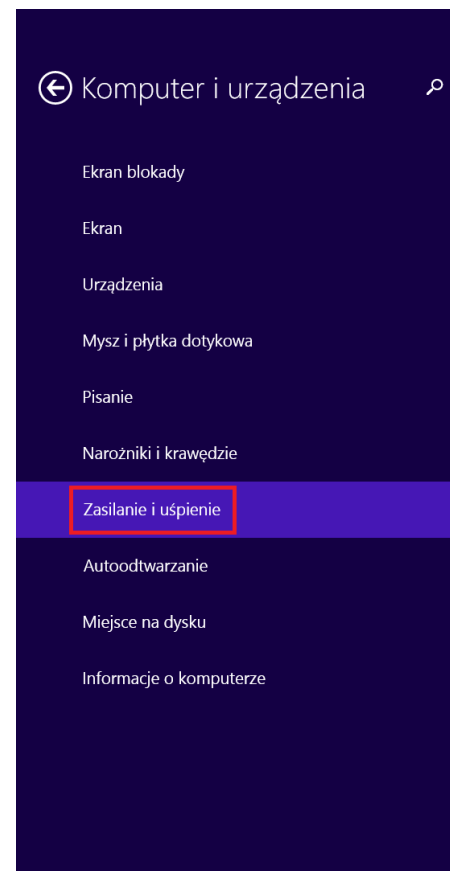 Komputer i urządzenia
Ekran blokady
Ekran
Urządzenia
Mysz i płytka dotykowa
Pisanie
Narożniki i krawędzie
Zasilanie i uśpienie
Autoodtwarzanie
Miejsce na dysku
Informacje o komputerze